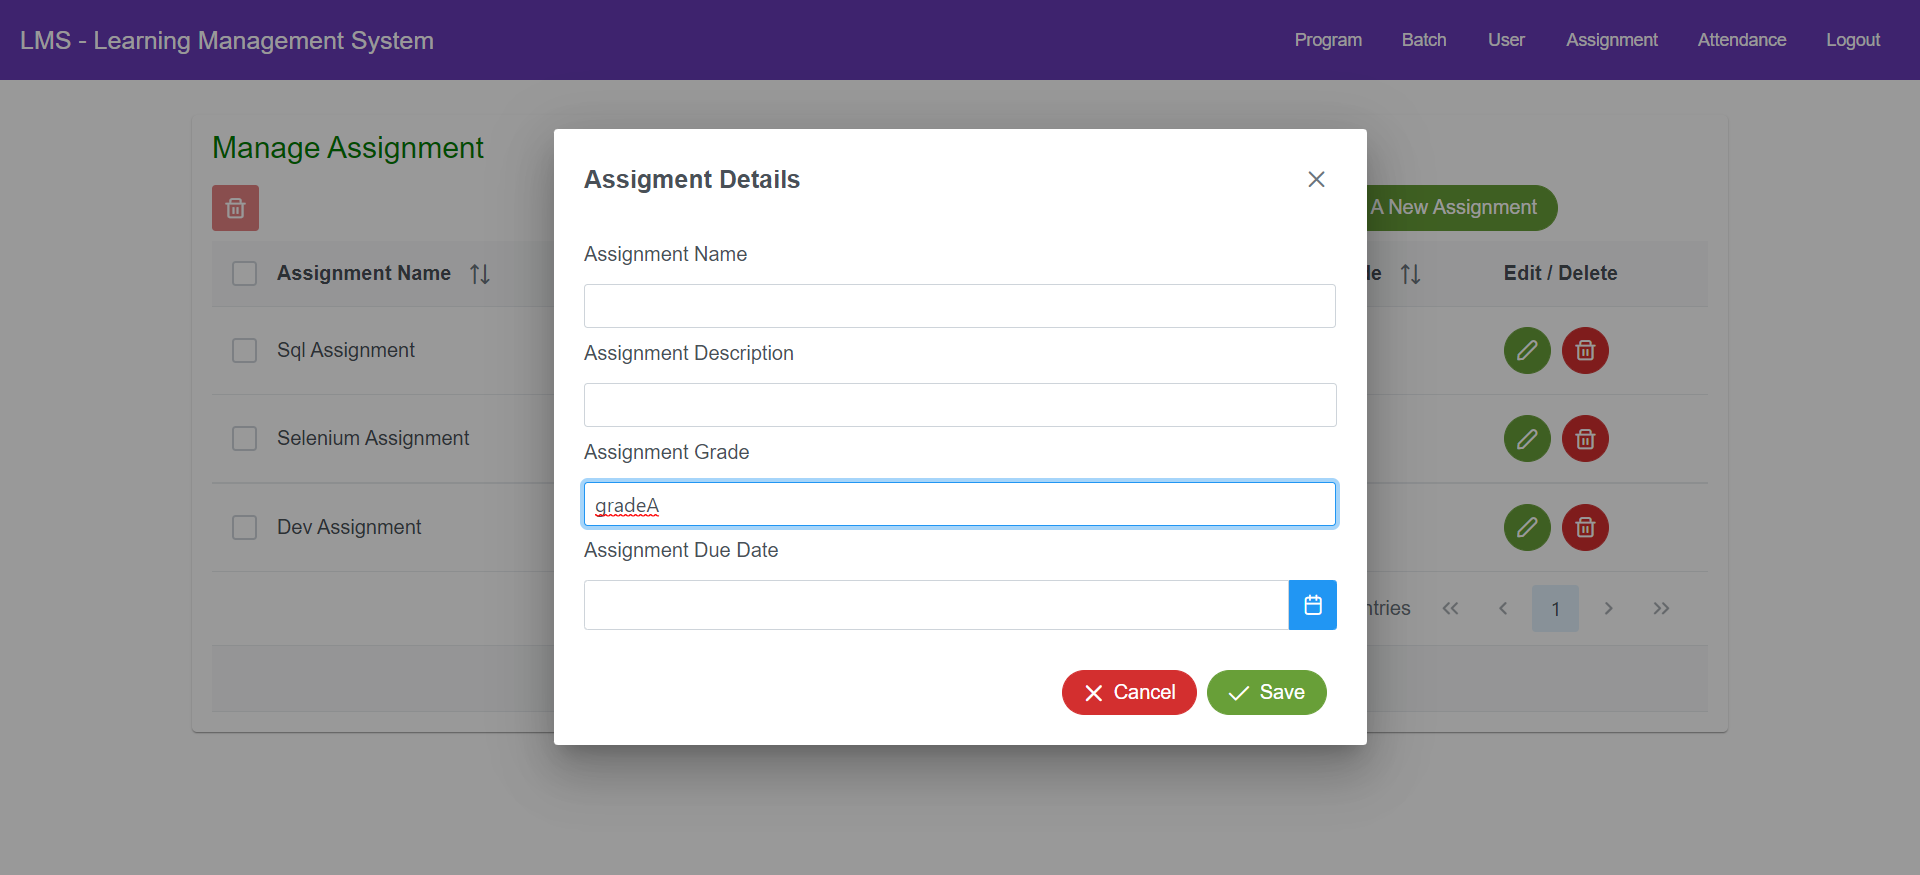 LMS - Learning Management System
Program Batch User Assignment Attendance Logout
Manage Assignment
A New Assignment
Assignment Name
Edit / Delete
Sql Assignment
Selenium Assignment
Dev Assignment
1
Assigment Details
Assignment Name
Assignment Description
Assignment Grade
gradeA
Assignment Due Date
Cancel Save